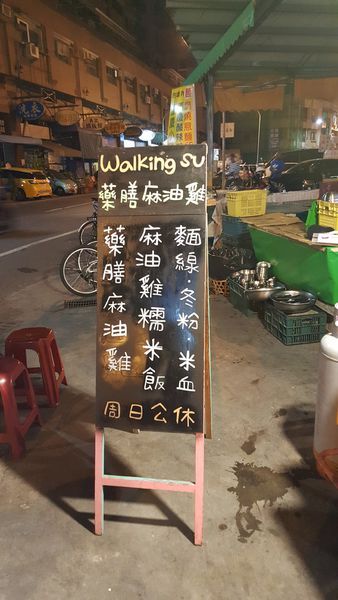 Walking su
藥膳麻油雞
麵線·冬粉 米血
麻油雞糯米飯
藥膳麻油雞
周日公休